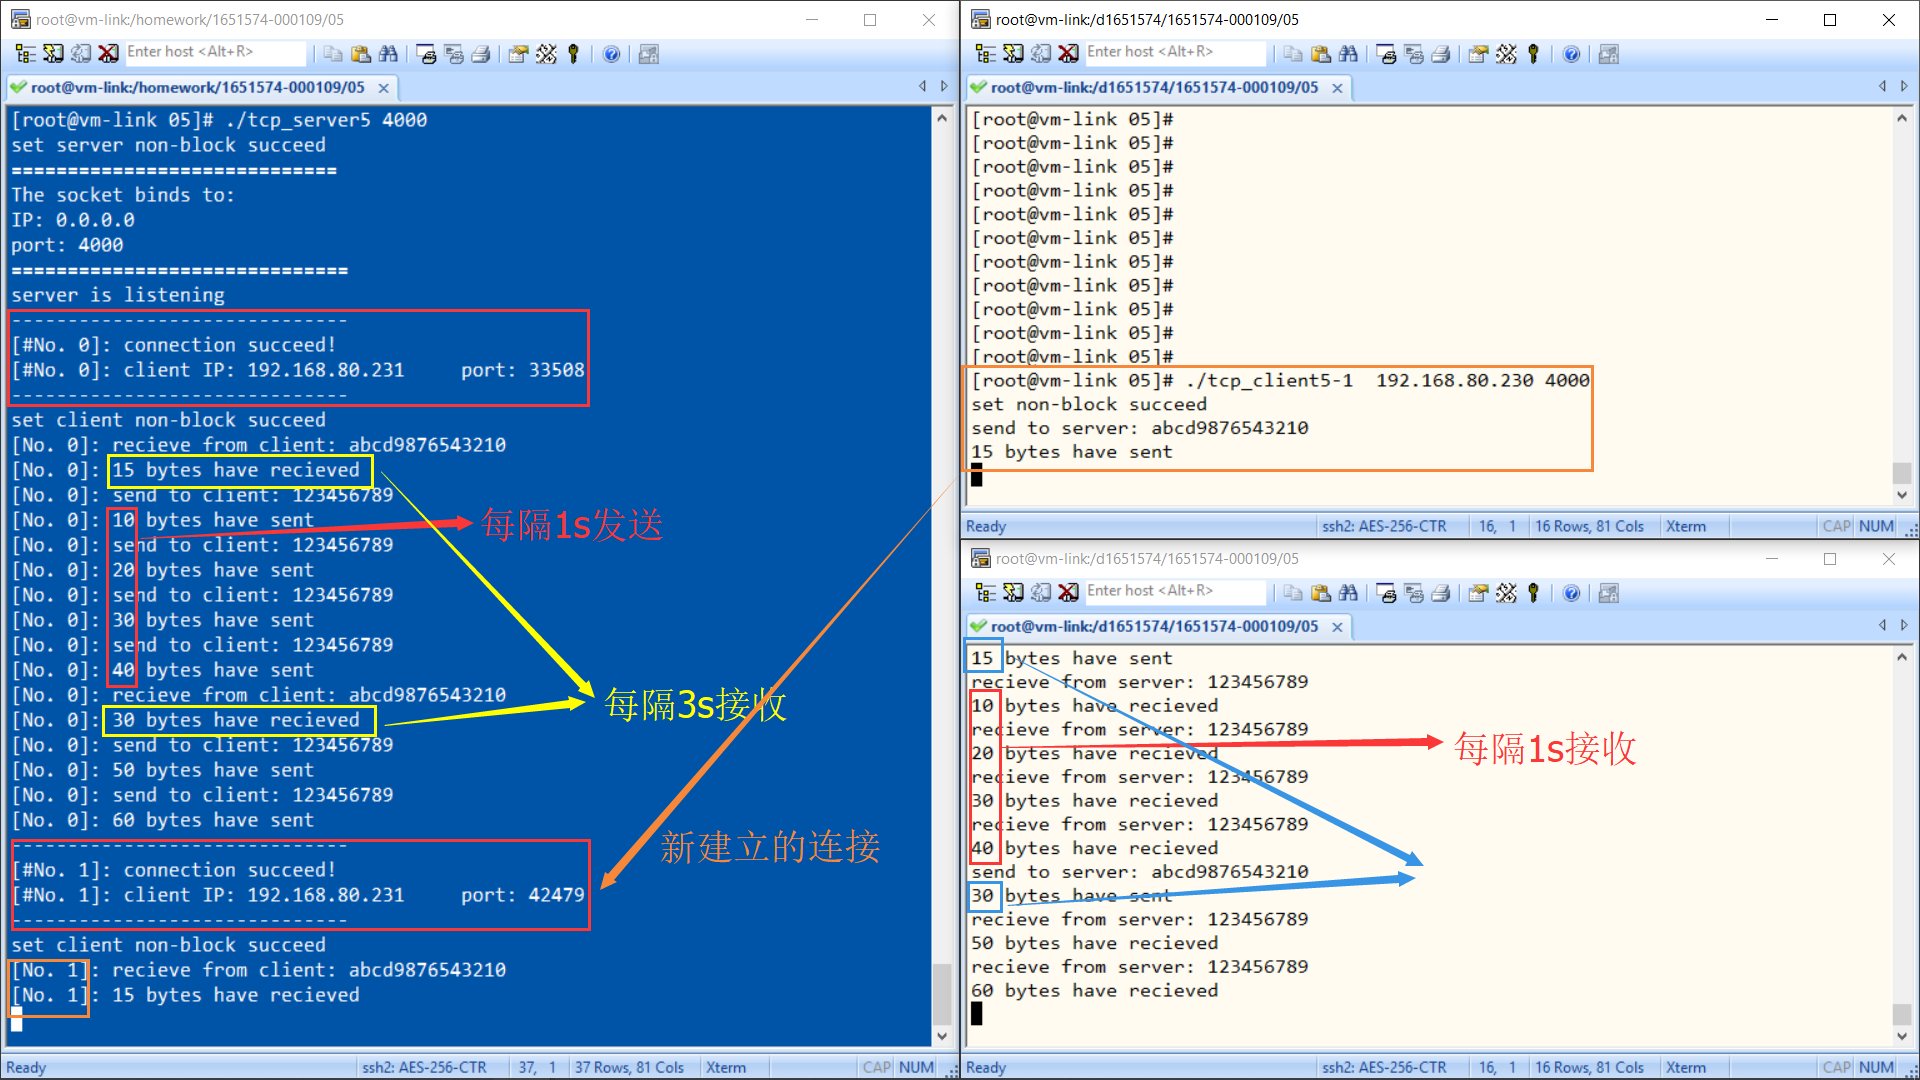 root@vm-link:/homework/1651574-000109/05
Enter host <Alt+R>
root@vm-link:/homework/1651574-000109/05
[root@vm-link 05]# ./tcp_server5 4000
set server non-block succeed
=============================
The socket binds to:
IP: 0.0.0.0
port: 4000
==============================
server is listening
------------------------------
[#No. 0]: connection succeed!
[#No. 0]: client IP: 192.168.80.231     port: 33508
------------------------------
set client non-block succeed
[No. 0]: recieve from client: abcd9876543210
[No. 0]: 15 bytes have recieved
[No. 0]: send to client: 123456789
[No. 0]: 10 bytes have sent
[No. 0]: send to client: 123456789
[No. 0]: 20 bytes have sent
[No. 0]: send to client: 123456789
[No. 0]: 30 bytes have sent
[No. 0]: send to client: 123456789
[No. 0]: 40 bytes have sent
[No. 0]: recieve from client: abcd9876543210
[No. 0]: 30 bytes have recieved
[No. 0]: send to client: 123456789
[No. 0]: 50 bytes have sent
[No. 0]: send to client: 123456789
[No. 0]: 60 bytes have sent
------------------------------
[#No. 1]: connection succeed!
[#No. 1]: client IP: 192.168.80.231     port: 42479
------------------------------
set client non-block succeed
[No. 1]: recieve from client: abcd9876543210
[No. 1]: 15 bytes have recieved
每隔1s发送
每隔3s接收
新建立的连接
Ready ssh2: AES-256-CTR 37, 1 37 Rows, 81 Cols Xterm CAP NUM
root@vm-link:/d1651574/1651574-000109/05
Enter host <Alt+R>
root@vm-link:/d1651574/1651574-000109/05
[root@vm-link 05]#
[root@vm-link 05]#
[root@vm-link 05]#
[root@vm-link 05]#
[root@vm-link 05]#
[root@vm-link 05]#
[root@vm-link 05]#
[root@vm-link 05]#
[root@vm-link 05]#
[root@vm-link 05]#
[root@vm-link 05]#
[root@vm-link 05]# ./tcp_client5-1  192.168.80.230 4000
set non-block succeed
send to server: abcd9876543210
15 bytes have sent
Ready ssh2: AES-256-CTR 16, 1 16 Rows, 81 Cols Xterm CAP NUM
root@vm-link:/d1651574/1651574-000109/05
Enter host <Alt+R>
root@vm-link:/d1651574/1651574-000109/05
15 bytes have sent
recieve from server: 123456789
10 bytes have recieved
recieve from server: 123456789
20 bytes have recieved
recieve from server: 123456789
30 bytes have recieved
recieve from server: 123456789
40 bytes have recieved
send to server: abcd9876543210
30 bytes have sent
recieve from server: 123456789
50 bytes have recieved
recieve from server: 123456789
60 bytes have recieved
每隔1s接收
Ready ssh2: AES-256-CTR 16, 1 16 Rows, 81 Cols Xterm CAP NUM